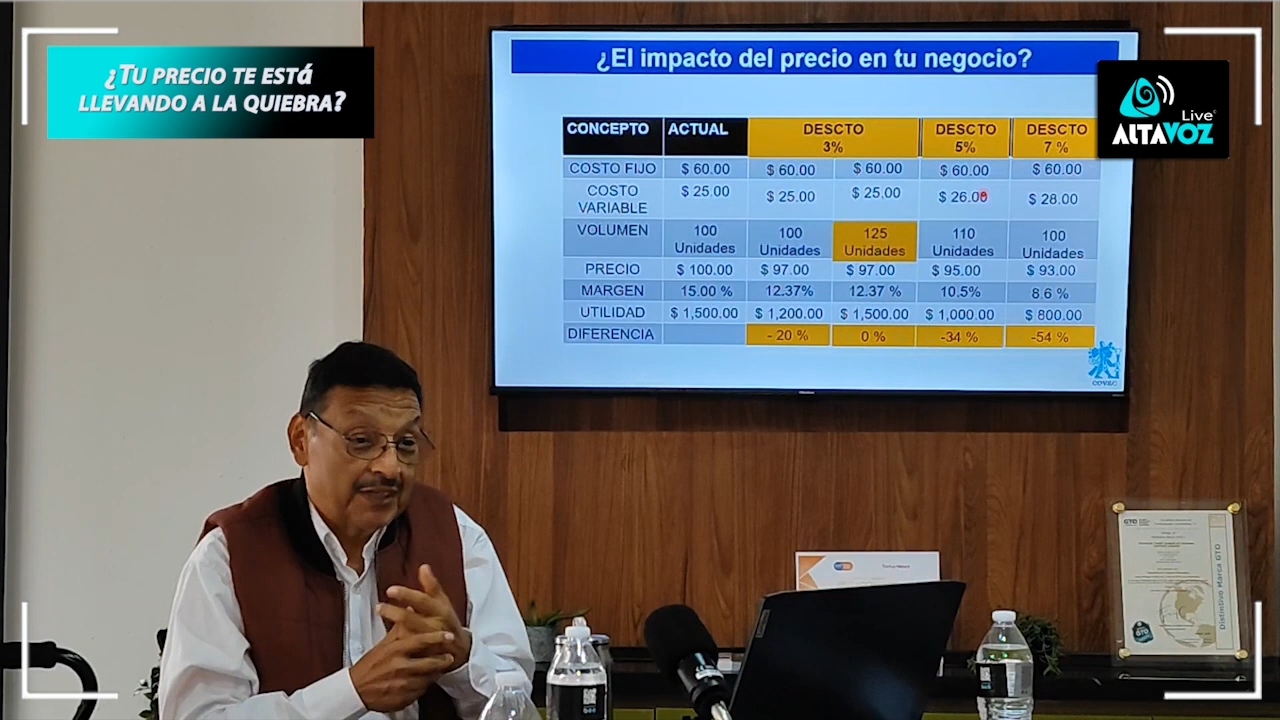 ¿TU PRECIO TE ESTá
LLEVANDO A LA QUIEBRA?
¿El impacto del precio en tu negocio?
Live
ALTAVOZ
CONCEPTO ACTUAL DESCTO 3% DESCTO 5% DESCTO 7 %
COSTO FIJO $ 60.00 $ 60.00 $ 60.00 $ 60.00 $ 60.00
COSTO VARIABLE $ 25.00 $ 25.00 $ 25.00 $ 26.00 $ 28.00
VOLUMEN 100 Unidades 100 Unidades 125 Unidades 110 Unidades 100 Unidades
PRECIO $ 100.00 $ 97.00 $ 97.00 $ 95.00 $ 93.00
MARGEN 15.00 % 12.37% 12.37 % 10.5% 8.6 %
UTILIDAD $ 1,500.00 $ 1,200.00 $ 1,500.00 $ 1,000.00 $ 800.00
DIFERENCIA - 20 % 0 % -34 % -54 %
GTO
Distintivo Marca GTO